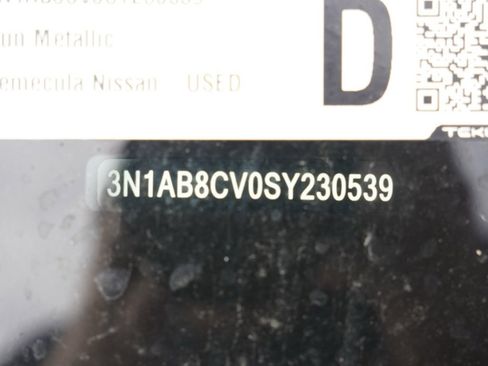 un Metallic
emecula Nissan USED
D
TEK
3N1AB8CV0SY230539